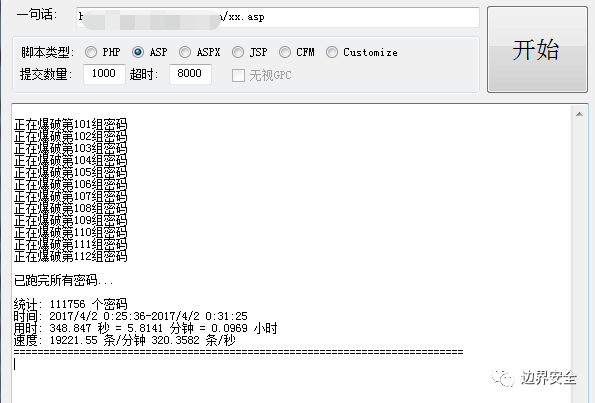 一句话: h /xx.asp
开始
脚本类型: PHP ASP ASPX JSP CFM Customize
提交数量: 1000 超时: 8000 无视GPC
正在爆破第101组密码
正在爆破第102组密码
正在爆破第103组密码
正在爆破第104组密码
正在爆破第105组密码
正在爆破第106组密码
正在爆破第107组密码
正在爆破第108组密码
正在爆破第109组密码
正在爆破第110组密码
正在爆破第111组密码
正在爆破第112组密码
已跑完所有密码...
统计: 111756 个密码
时间: 2017/4/2 0:25:36-2017/4/2 0:31:25
用时: 348.847 秒 = 5.8141 分钟 = 0.0969 小时
速度: 19221.55 条/分钟 320.3582 条/秒
======================================================================
边界安全